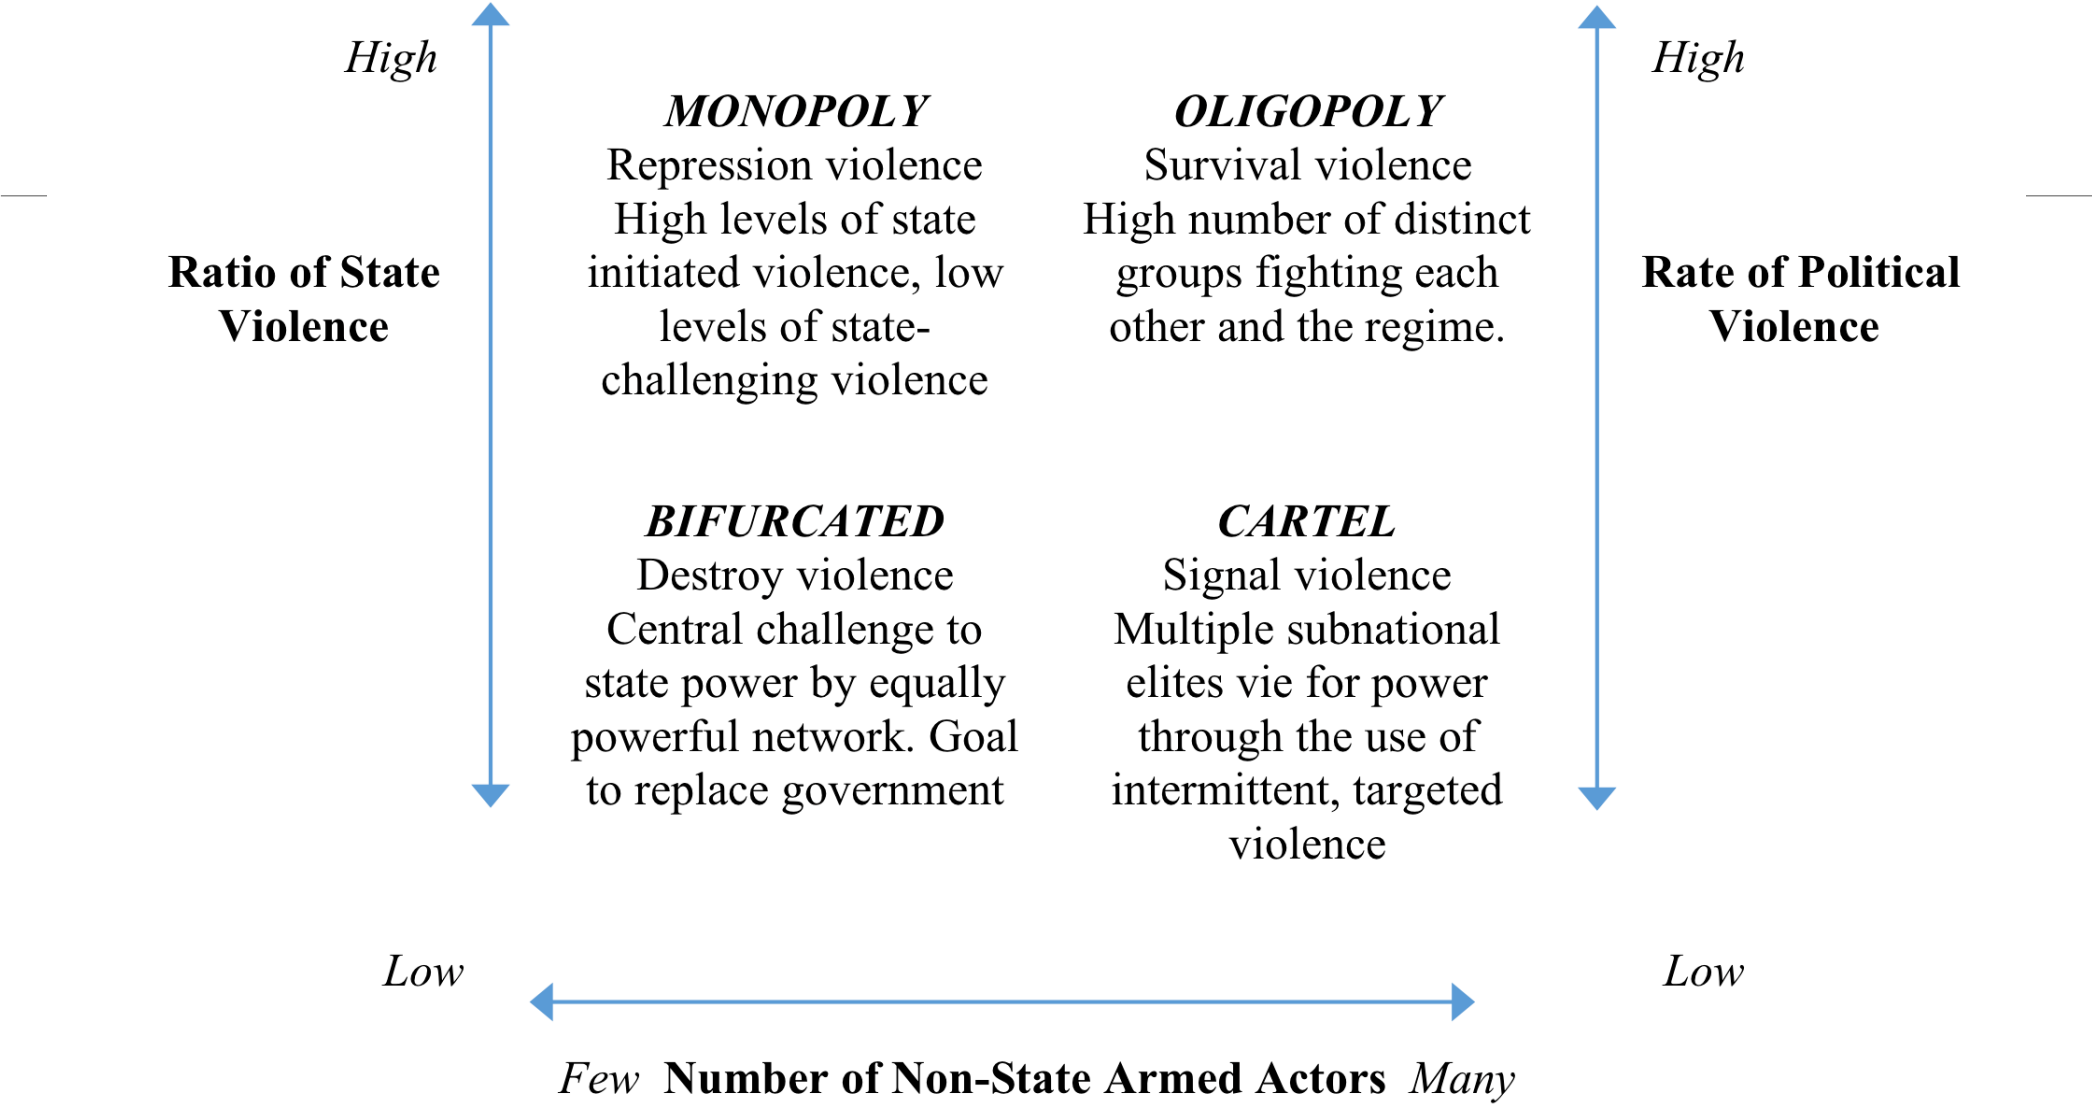 High
Ratio of State
Violence
Low
MONOPOLY
Repression violence
High levels of state
initiated violence, low
levels of state-
challenging violence
OLIGOPOLY
Survival violence
High number of distinct
groups fighting each
other and the regime.
BIFURCATED
Destroy violence
Central challenge to
state power by equally
powerful network. Goal
to replace government
CARTEL
Signal violence
Multiple subnational
elites vie for power
through the use of
intermittent, targeted
violence
High
Rate of Political
Violence
Low
Few Number of Non-State Armed Actors Many